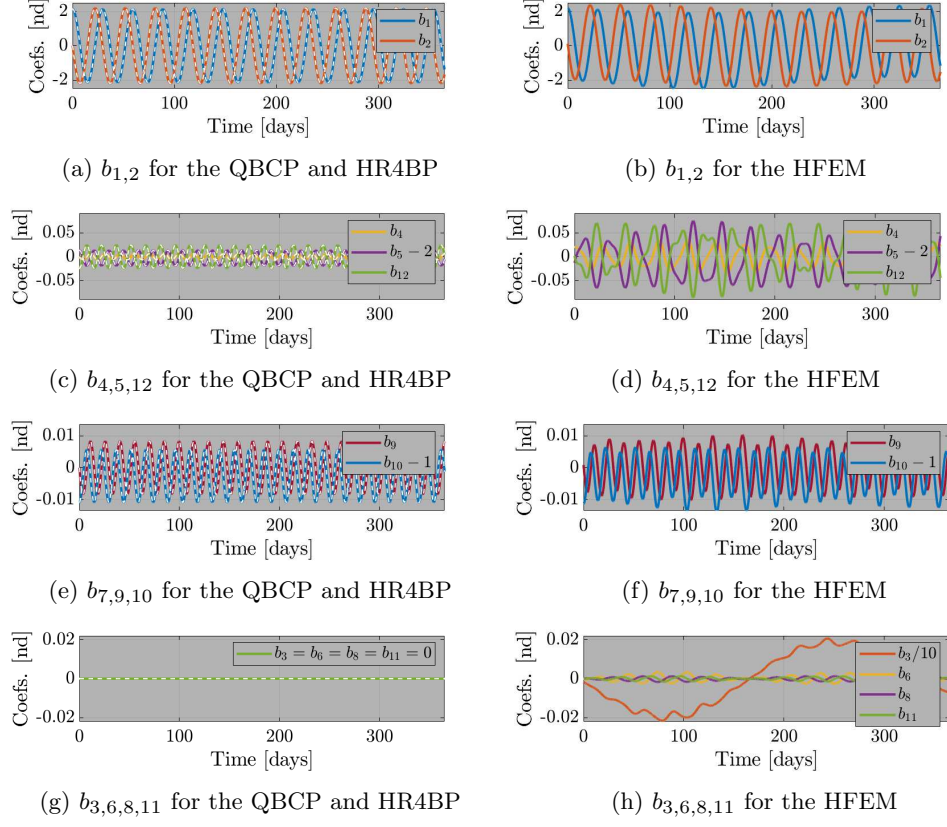 2
0
-2
Coefs. [nd]
b1
b2
0 100 200 300
Time [days]
(a) b1,2 for the QBCP and HR4BP
2
0
-2
Coefs. [nd]
b1
b2
0 100 200 300
Time [days]
(b) b1,2 for the HFEM
0.05
0
-0.05
Coefs. [nd]
b4
b5 − 2
b12
0 100 200 300
Time [days]
(c) b4,5,12 for the QBCP and HR4BP
0.05
0
-0.05
Coefs. [nd]
b4
b5 − 2
b12
0 100 200 300
Time [days]
(d) b4,5,12 for the HFEM
0.01
0
-0.01
Coefs. [nd]
b9
b10 − 1
0 100 200 300
Time [days]
(e) b7,9,10 for the QBCP and HR4BP
0.01
0
-0.01
Coefs. [nd]
b9
b10 − 1
0 100 200 300
Time [days]
(f) b7,9,10 for the HFEM
0.02
0
-0.02
Coefs. [nd]
b3 = b6 = b8 = b11 = 0
0 100 200 300
Time [days]
(g) b3,6,8,11 for the QBCP and HR4BP
0.02
0
-0.02
Coefs. [nd]
b3/10
b6
b8
b11
0 100 200 300
Time [days]
(h) b3,6,8,11 for the HFEM